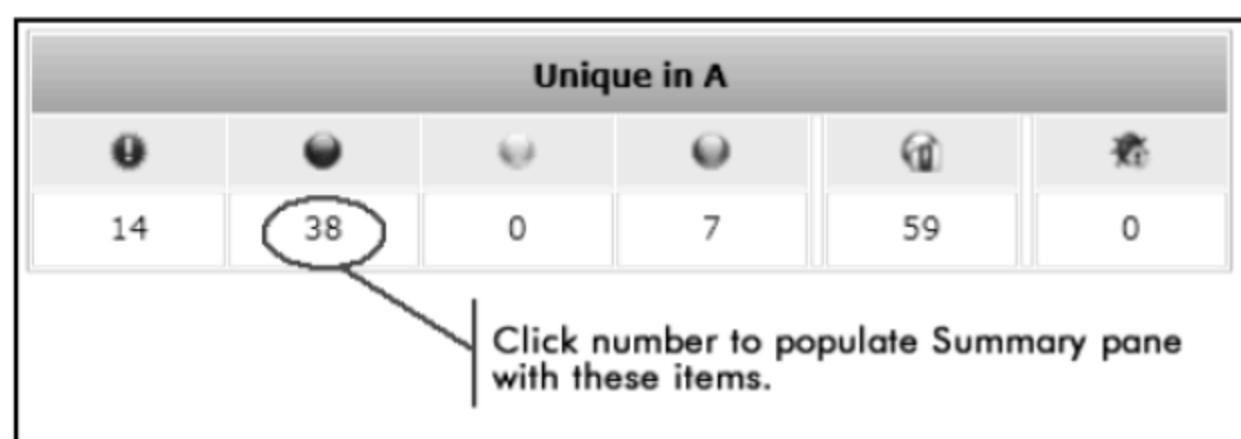 Unique in A
14 38 0 7 59 0
Click number to populate Summary pane
with these items.